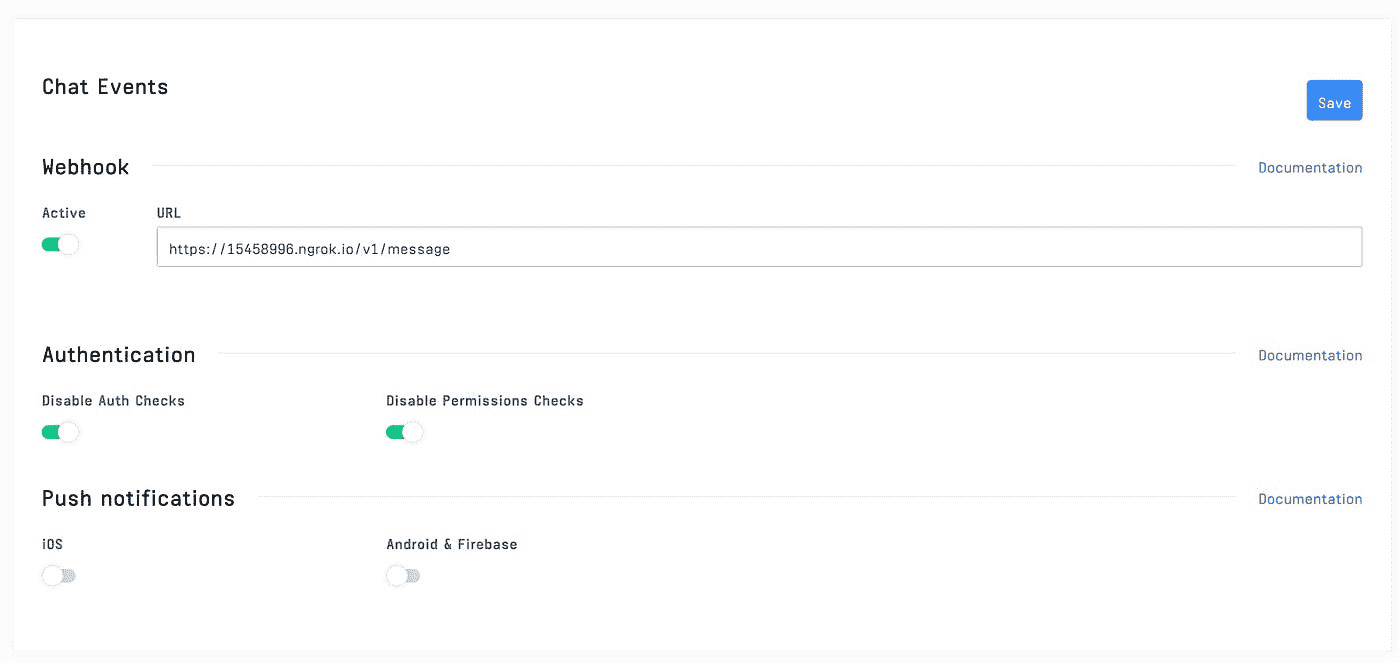 Chat Events
Save
Webhook
Documentation
Active
URL
https://15458996.ngrok.io/v1/message
Authentication
Documentation
Disable Auth Checks
Disable Permissions Checks
Push notifications
Documentation
iOS
Android & Firebase